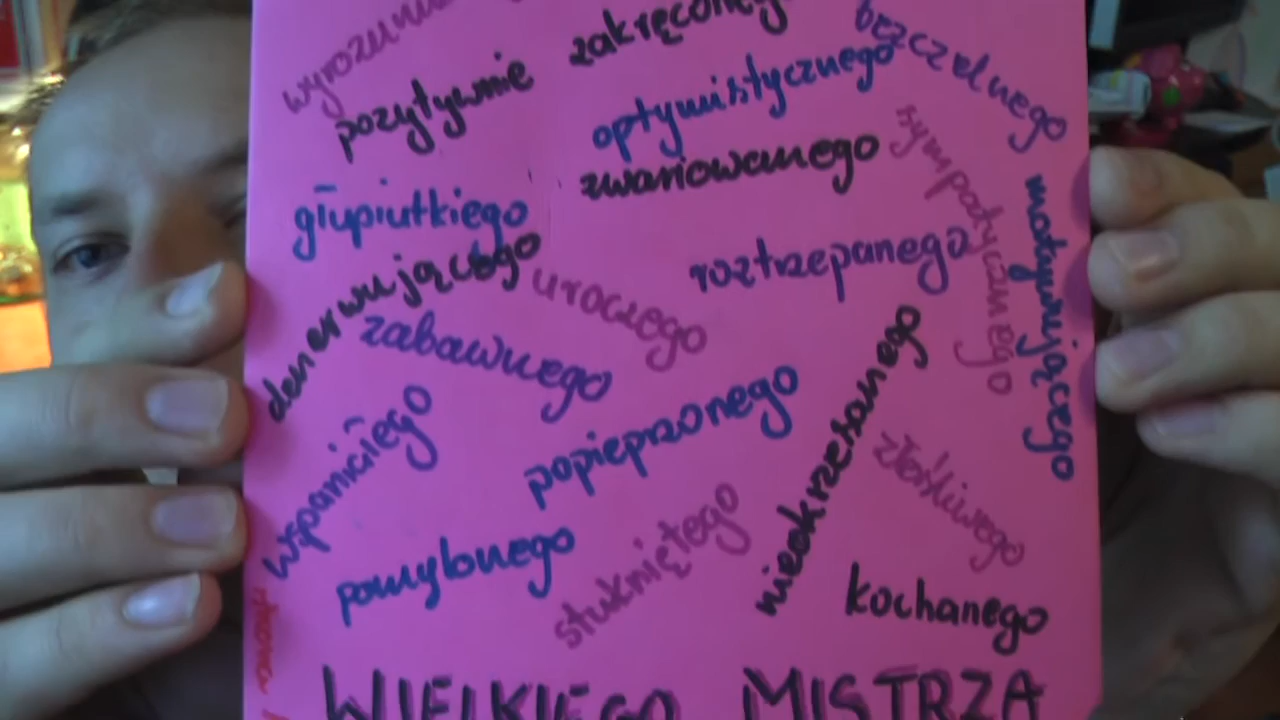 pozytywnie
zakręconego
bezczelnego
optymistycznego
zwariowanego
sympatycznego
motywującego
głupiutkiego
denerwującego
uroczego
roztrzepanego
zabawnego
wspaniałego
popieprzonego
nieokrzesanego
złośliwego
pomylonego
stukniętego
kochanego
WIELKIEGO MISTRZA